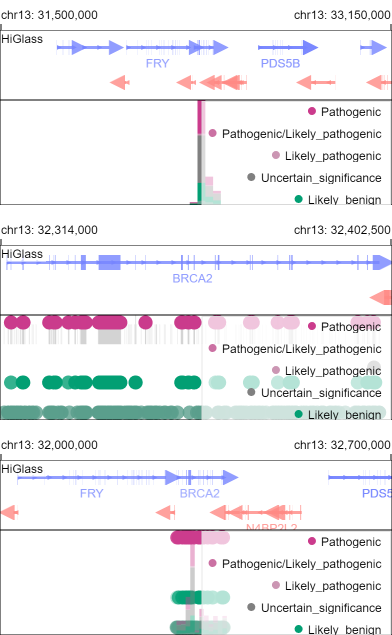 chr13: 31,500,000 chr13: 33,150,000
HiGlass
FRY PDS5B
Pathogenic
Pathogenic/Likely_pathogenic
Likely_pathogenic
Uncertain_significance
Likely_benign
chr13: 32,314,000 chr13: 32,402,500
HiGlass
BRCA2
Pathogenic
Pathogenic/Likely_pathogenic
Likely_pathogenic
Uncertain_significance
Likely_benign
chr13: 32,000,000 chr13: 32,700,000
HiGlass
FRY BRCA2 PDS5
N4BP2L2
Pathogenic
Pathogenic/Likely_pathogenic
Likely_pathogenic
Uncertain_significance
Likely_benign